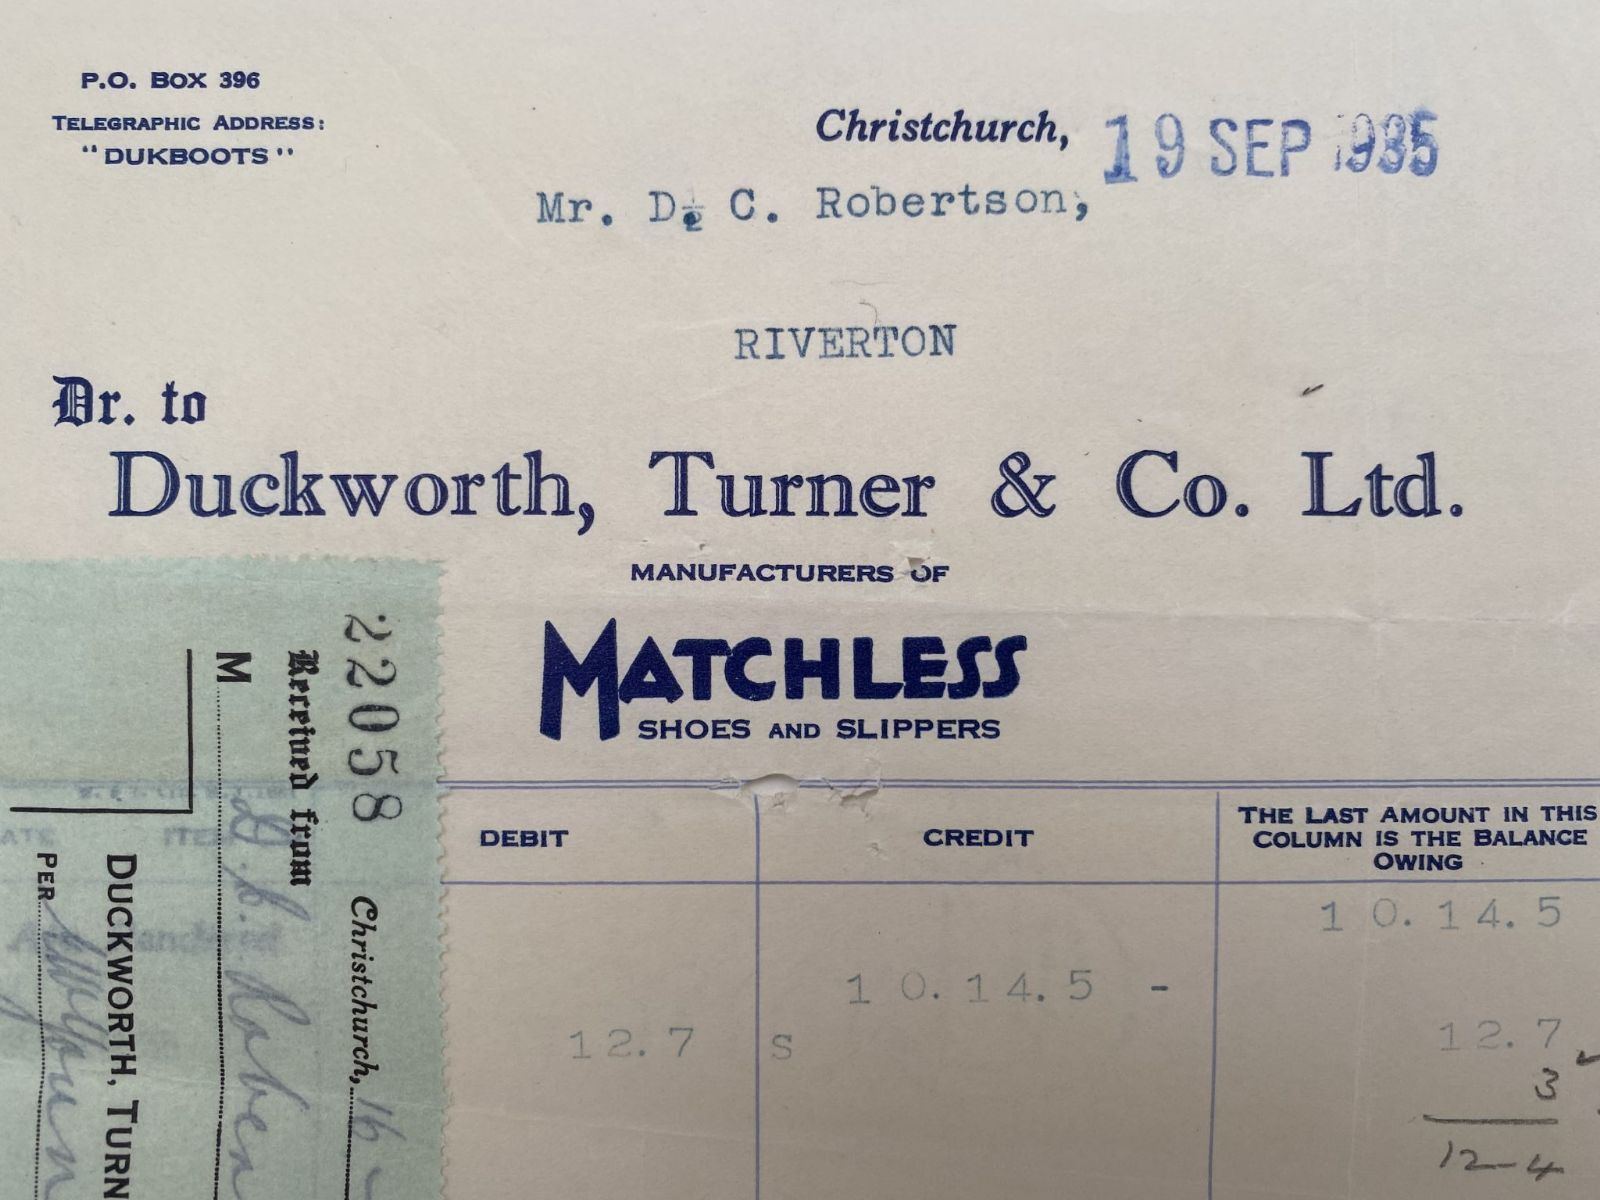 P.O. BOX 396
TELEGRAPHIC ADDRESS:
"DUKBOOTS"
Christchurch, 19 SEP 1935
Mr. D. C. Robertson,
RIVERTON
Dr. to
Duckworth, Turner & Co. Ltd.
MANUFACTURERS OF
MATCHLESS
SHOES AND SLIPPERS
DEBIT CREDIT THE LAST AMOUNT IN THIS
COLUMN IS THE BALANCE
OWING
10.14.5
10.14.5 -
12.7 S 12.7
3
12-4
22058 Christchurch, 16
Received from
M D. C. Rober
DUCKWORTH, TURN
PER